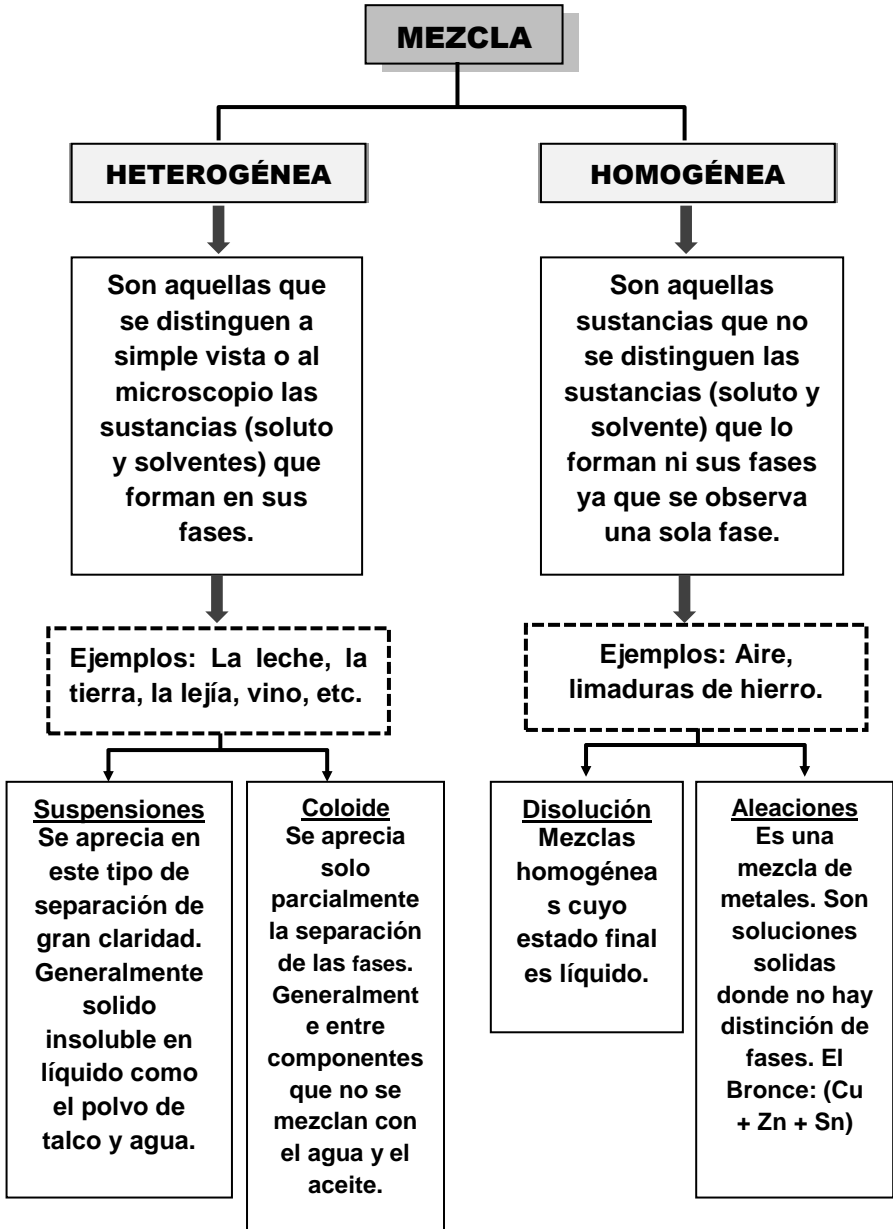 MEZCLA
HETEROGÉNEA
Son aquellas que
se distinguen a
simple vista o al
microscopio las
sustancias (soluto
y solventes) que
forman en sus
fases.
Ejemplos: La leche, la
tierra, la lejía, vino, etc.
Suspensiones
Se aprecia en
este tipo de
separación de
gran claridad.
Generalmente
solido
insoluble en
líquido como
el polvo de
talco y agua.
Coloide
Se aprecia
solo
parcialmente
la separación
de las fases.
Generalment
e entre
componentes
que no se
mezclan con
el agua y el
aceite.
HOMOGÉNEA
Son aquellas
sustancias que no
se distinguen las
sustancias (soluto y
solvente) que lo
forman ni sus fases
ya que se observa
una sola fase.
Ejemplos: Aire,
limaduras de hierro.
Disolución
Mezclas
homogénea
s cuyo
estado final
es líquido.
Aleaciones
Es una
mezcla de
metales. Son
soluciones
solidas
donde no hay
distinción de
fases. El
Bronce: (Cu
+ Zn + Sn)